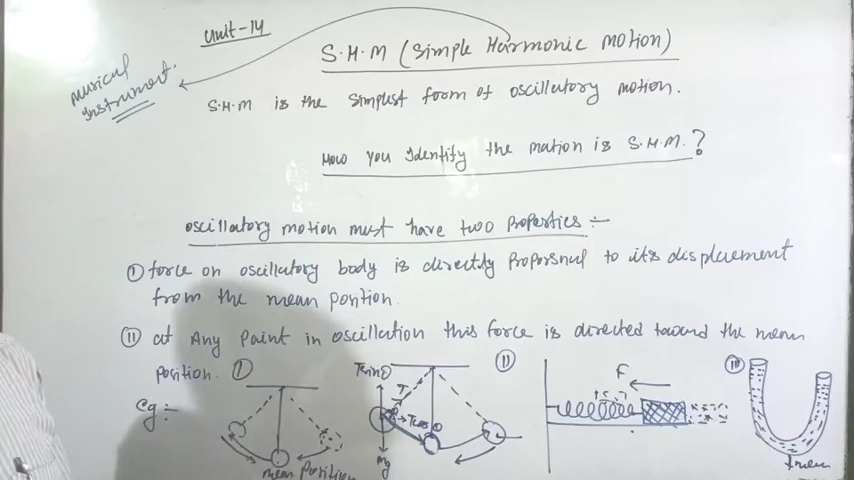 Unit-14
S.H.M (Simple Harmonic Motion)
musical
instrument.
S.H.M is the simplest form of oscillatory motion.
How you Identify the motion is S.H.M.?
oscillatory motion must have two Properties :-
(I) force on oscillatory body is directly Proporsnul to its displacement
from the mean position.
(II) at Any Point in oscillation this force is directed toward the mean
position.
Eg :-
(I)
mean Position
Tsinθ
T
Tcosθ
mg
(II)
F
(III)